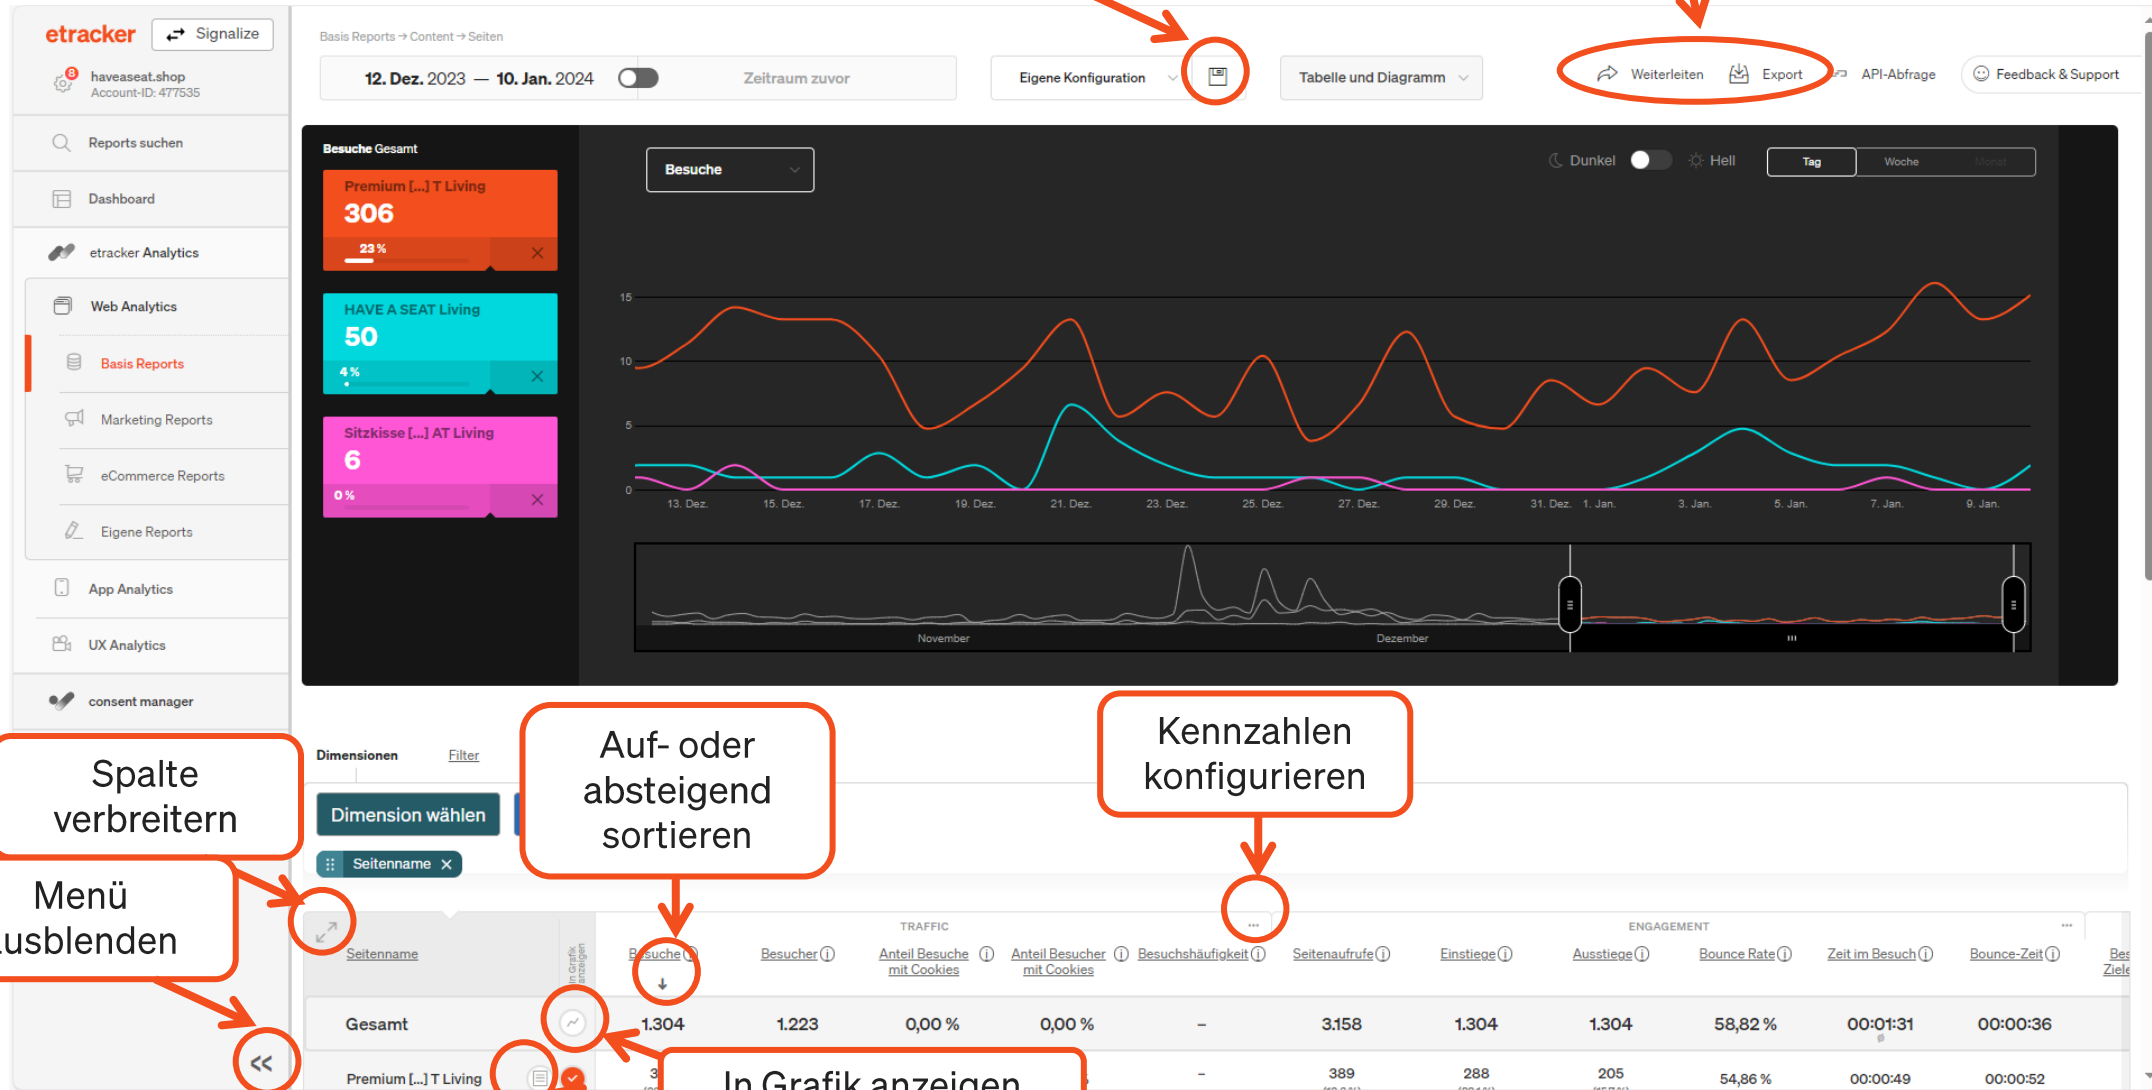 etracker
Signalize
8
haveaseat.shop
Account-ID: 477535
Reports suchen
Dashboard
etracker Analytics
Web Analytics
Basis Reports
Marketing Reports
eCommerce Reports
Eigene Reports
App Analytics
UX Analytics
consent manager
Basis Reports → Content → Seiten
12. Dez. 2023 — 10. Jan. 2024
Zeitraum zuvor
Eigene Konfiguration
Tabelle und Diagramm
Weiterleiten
Export
API-Abfrage
Feedback & Support
Besuche Gesamt
Premium [...] T Living
306
23 %
HAVE A SEAT Living
50
4 %
Sitzkisse [...] AT Living
6
0 %
Besuche
Dunkel
Hell
Tag
Woche
Monat
15
10
5
0
13. Dez.
15. Dez.
17. Dez.
19. Dez.
21. Dez.
23. Dez.
25. Dez.
27. Dez.
29. Dez.
31. Dez.
1. Jan.
3. Jan.
5. Jan.
7. Jan.
9. Jan.
November
Dezember
Spalte
verbreitern
Menü
Auf- oder
absteigend
sortieren
Kennzahlen
konfigurieren
Dimensionen
Filter
Dimension wählen
Seitenname
TRAFFIC
ENGAGEMENT
Seitenname
In Grafik
anzeigen
Besuche
Besucher
Anteil Besuche
mit Cookies
Anteil Besucher
mit Cookies
Besuchshäufigkeit
Seitenaufrufe
Einstiege
Ausstiege
Bounce Rate
Zeit im Besuch
Bounce-Zeit
Gesamt
1.304
1.223
0,00 %
0,00 %
–
3.158
1.304
1.304
58,82 %
00:01:31
ø
00:00:36
Premium [...] T Living
–
389
288
205
54,86 %
00:00:49
00:00:52
In Grafik anzeigen